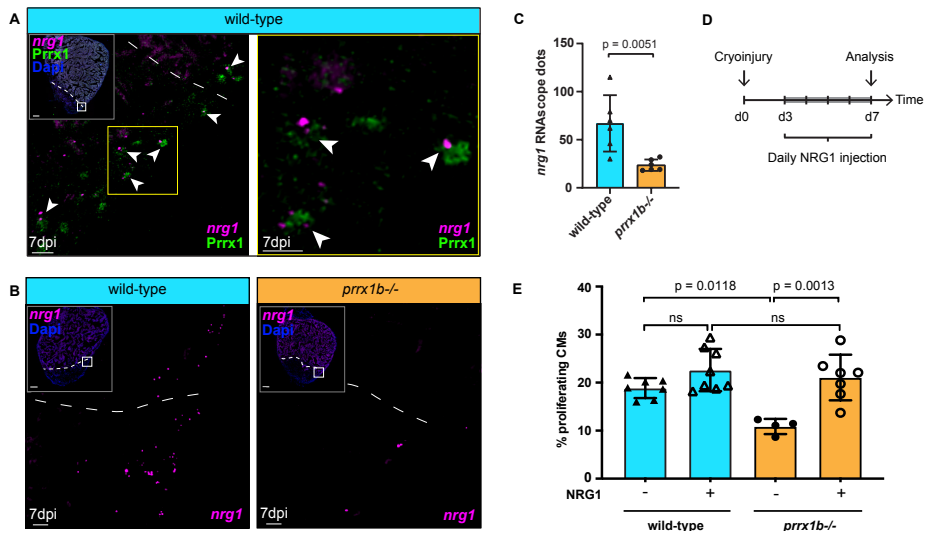 A
wild-type
nrg1
Prrx1
Dapi
7dpi
nrg1
Prrx1
7dpi
nrg1
Prrx1
B
wild-type
prrx1b-/-
nrg1
Dapi
7dpi
nrg1
nrg1
Dapi
7dpi
nrg1
C
p = 0.0051
nrg1 RNAscope dots
150
100
50
0
wild-type
prrx1b-/-
D
Cryoinjury
Analysis
Time
d0
d3
d7
Daily NRG1 injection
E
p = 0.0118
p = 0.0013
ns
ns
% proliferating CMs
40
30
20
10
0
NRG1
-
+
-
+
wild-type
prrx1b-/-